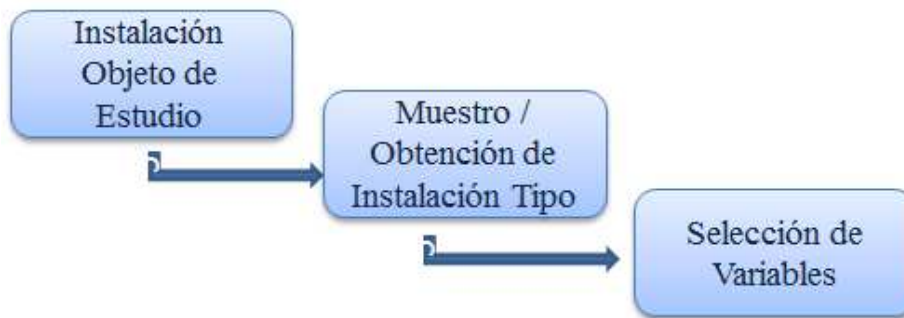 Instalación
Objeto de
Estudio
Muestro /
Obtención de
Instalación Tipo
Selección de
Variables